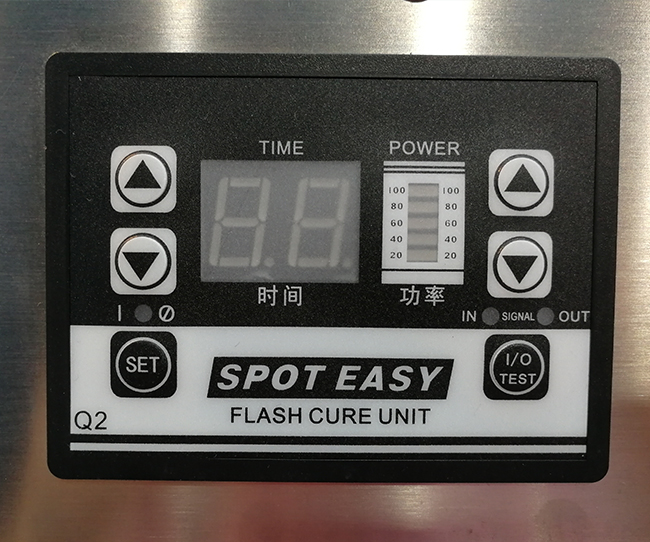 TIME
POWER
100 100
80 80
60 60
40 40
20 20
时间
功率
I Ø
IN SIGNAL OUT
SET
SPOT EASY
I/O
TEST
FLASH CURE UNIT
Q2